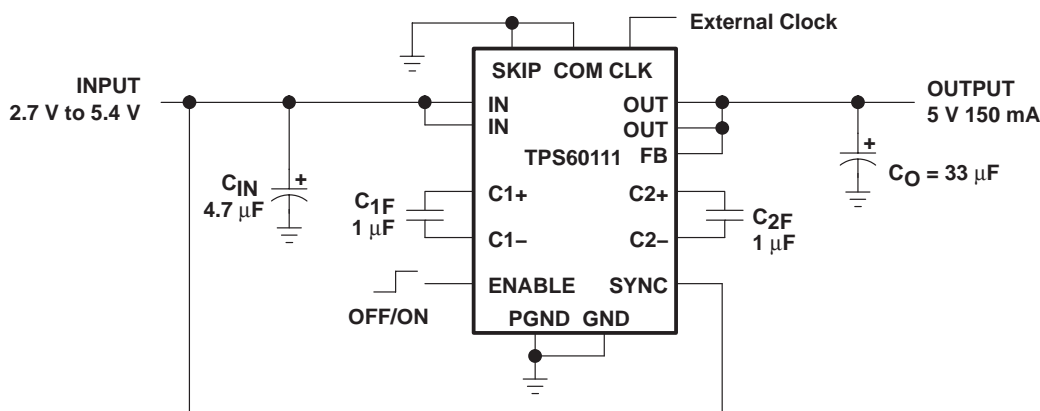 External Clock
SKIP COM CLK
INPUT
2.7 V to 5.4 V
IN
IN
OUT
OUT
FB
TPS60111
OUTPUT
5 V 150 mA
+
CO = 33 μF
CIN
4.7 μF
+
C1F
1 μF
C1+
C1−
C2+
C2−
C2F
1 μF
ENABLE
SYNC
OFF/ON
PGND GND